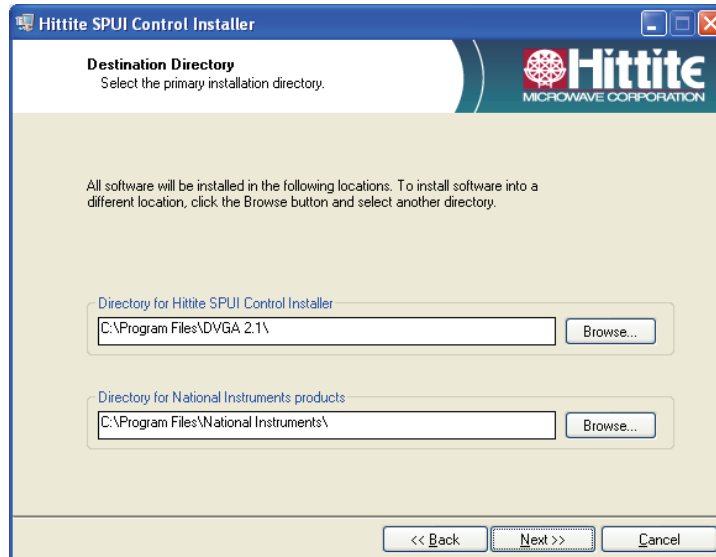 Hittite SPUI Control Installer
Destination Directory
Select the primary installation directory.
Hittite
MICROWAVE CORPORATION
All software will be installed in the following locations. To install software into a
different location, click the Browse button and select another directory.
Directory for Hittite SPUI Control Installer
C:\Program Files\DVGA 2.1\
Browse...
Directory for National Instruments products
C:\Program Files\National Instruments\
Browse...
<< Back
Next >>
Cancel